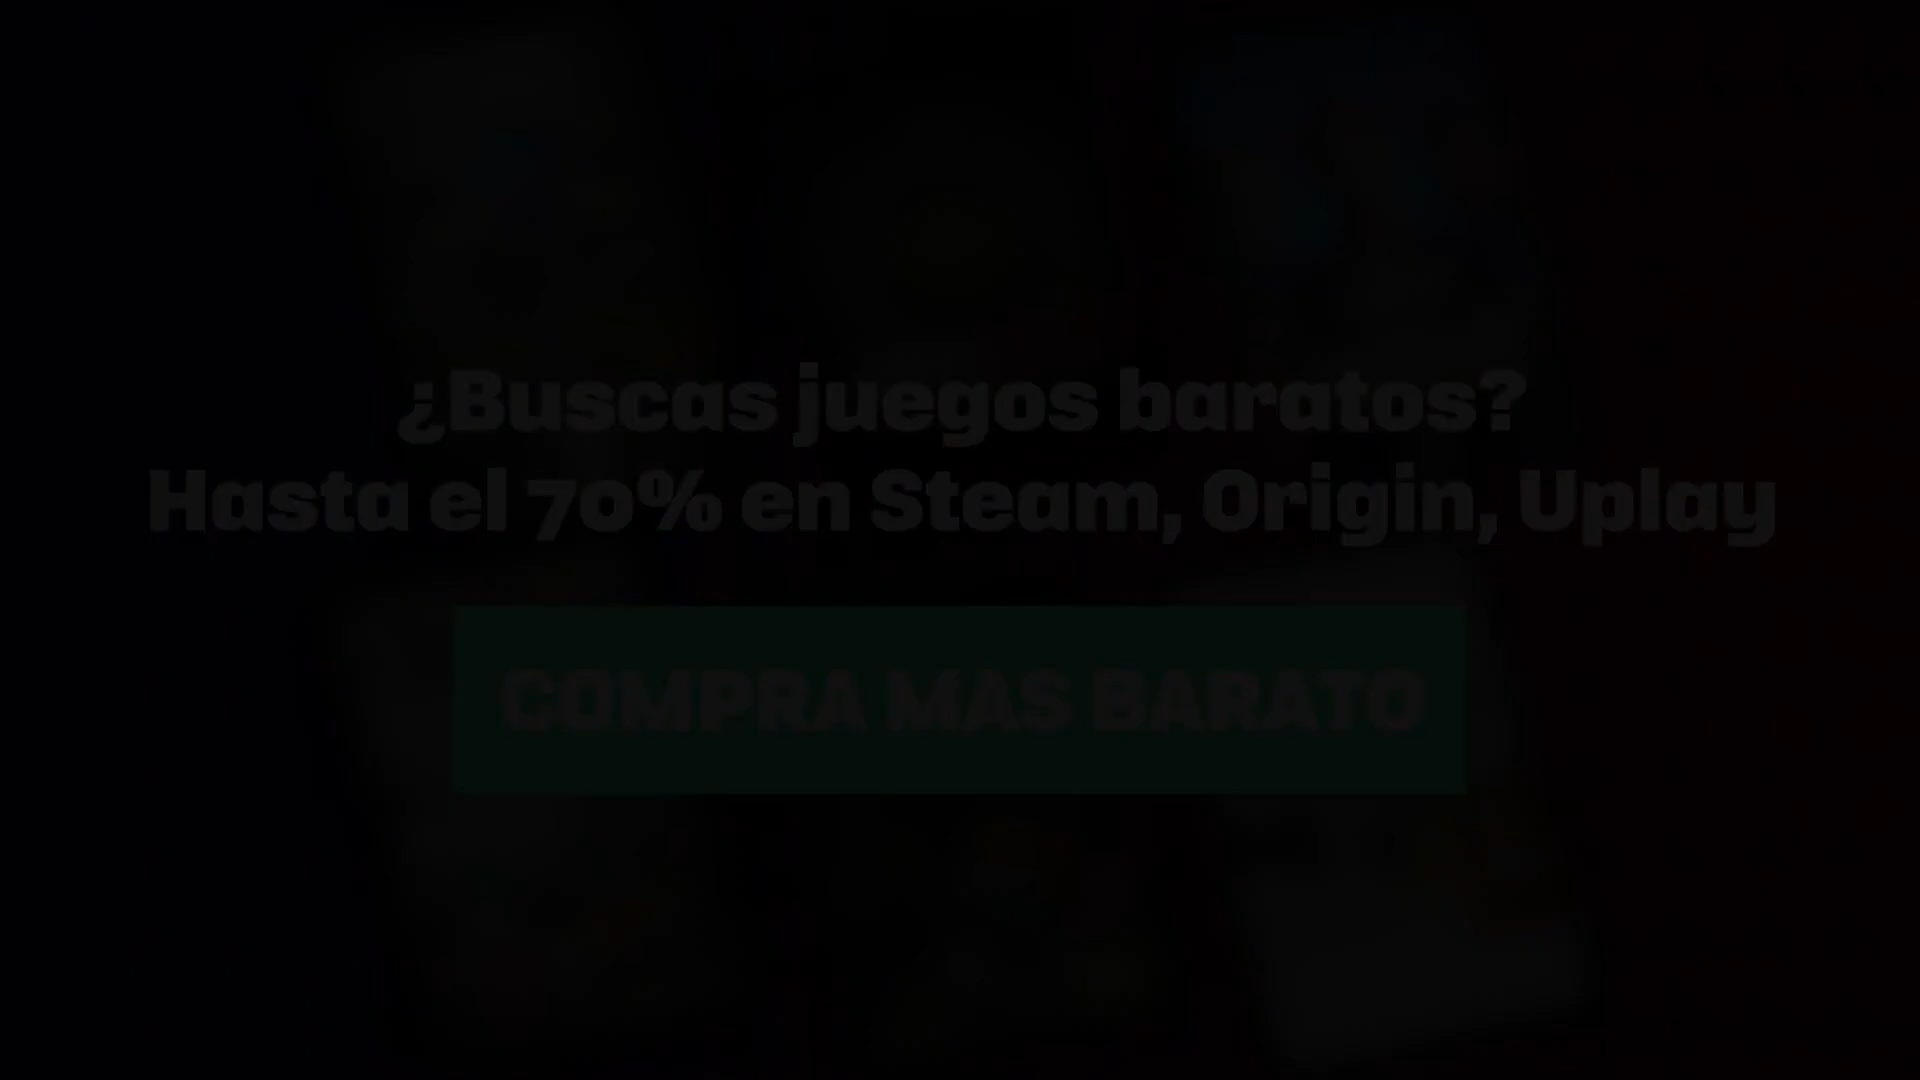 ¿Buscas juegos baratos?
Hasta el 70% en Steam, Origin, Uplay
COMPRA MAS BARATO